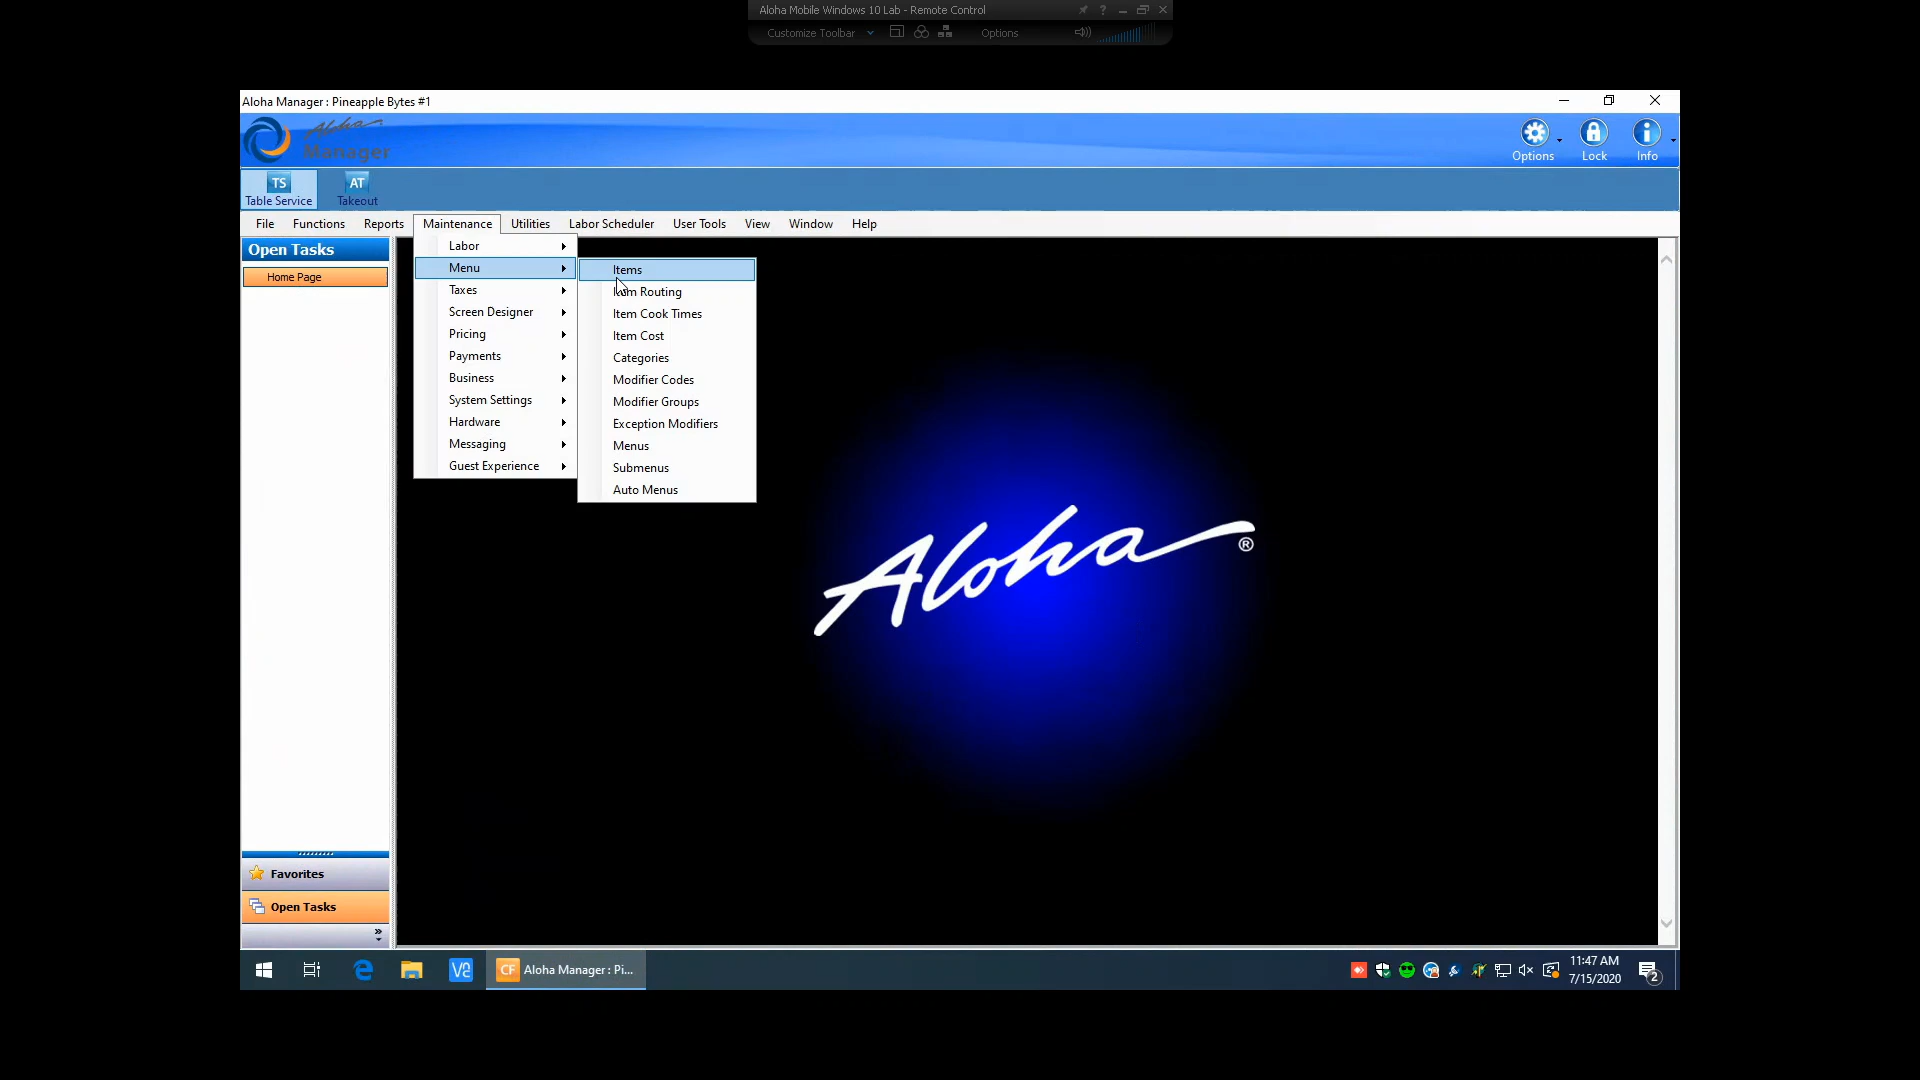 Aloha Mobile Windows 10 Lab - Remote Control
?
Customize Toolbar
Options
Aloha Manager : Pineapple Bytes #1
Aloha
Manager
Options
Lock
Info
TS
Table Service
AT
Takeout
File
Functions
Reports
Maintenance
Utilities
Labor Scheduler
User Tools
View
Window
Help
Open Tasks
Home Page
Labor
Menu
Taxes
Screen Designer
Pricing
Payments
Business
System Settings
Hardware
Messaging
Guest Experience
Items
Item Routing
Item Cook Times
Item Cost
Categories
Modifier Codes
Modifier Groups
Exception Modifiers
Menus
Submenus
Auto Menus
Aloha®
Favorites
Open Tasks
CF
Aloha Manager : Pi...
11:47 AM
7/15/2020
2